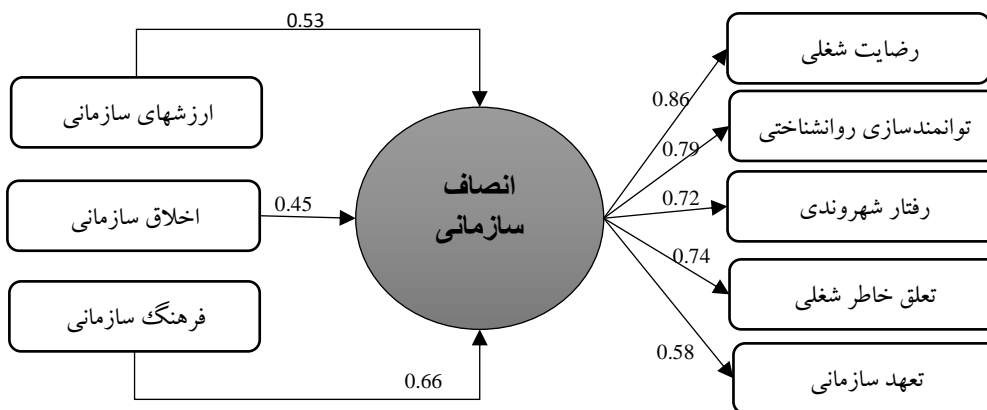 0.53
ارزشهای سازمانی
اخلاق سازمانی
0.45
فرهنگ سازمانی
0.66
انصاف
سازمانی
رضایت شغلی
0.86
توانمندسازی روانشناختی
0.79
رفتار شهروندی
0.72
تعلق خاطر شغلی
0.74
تعهد سازمانی
0.58